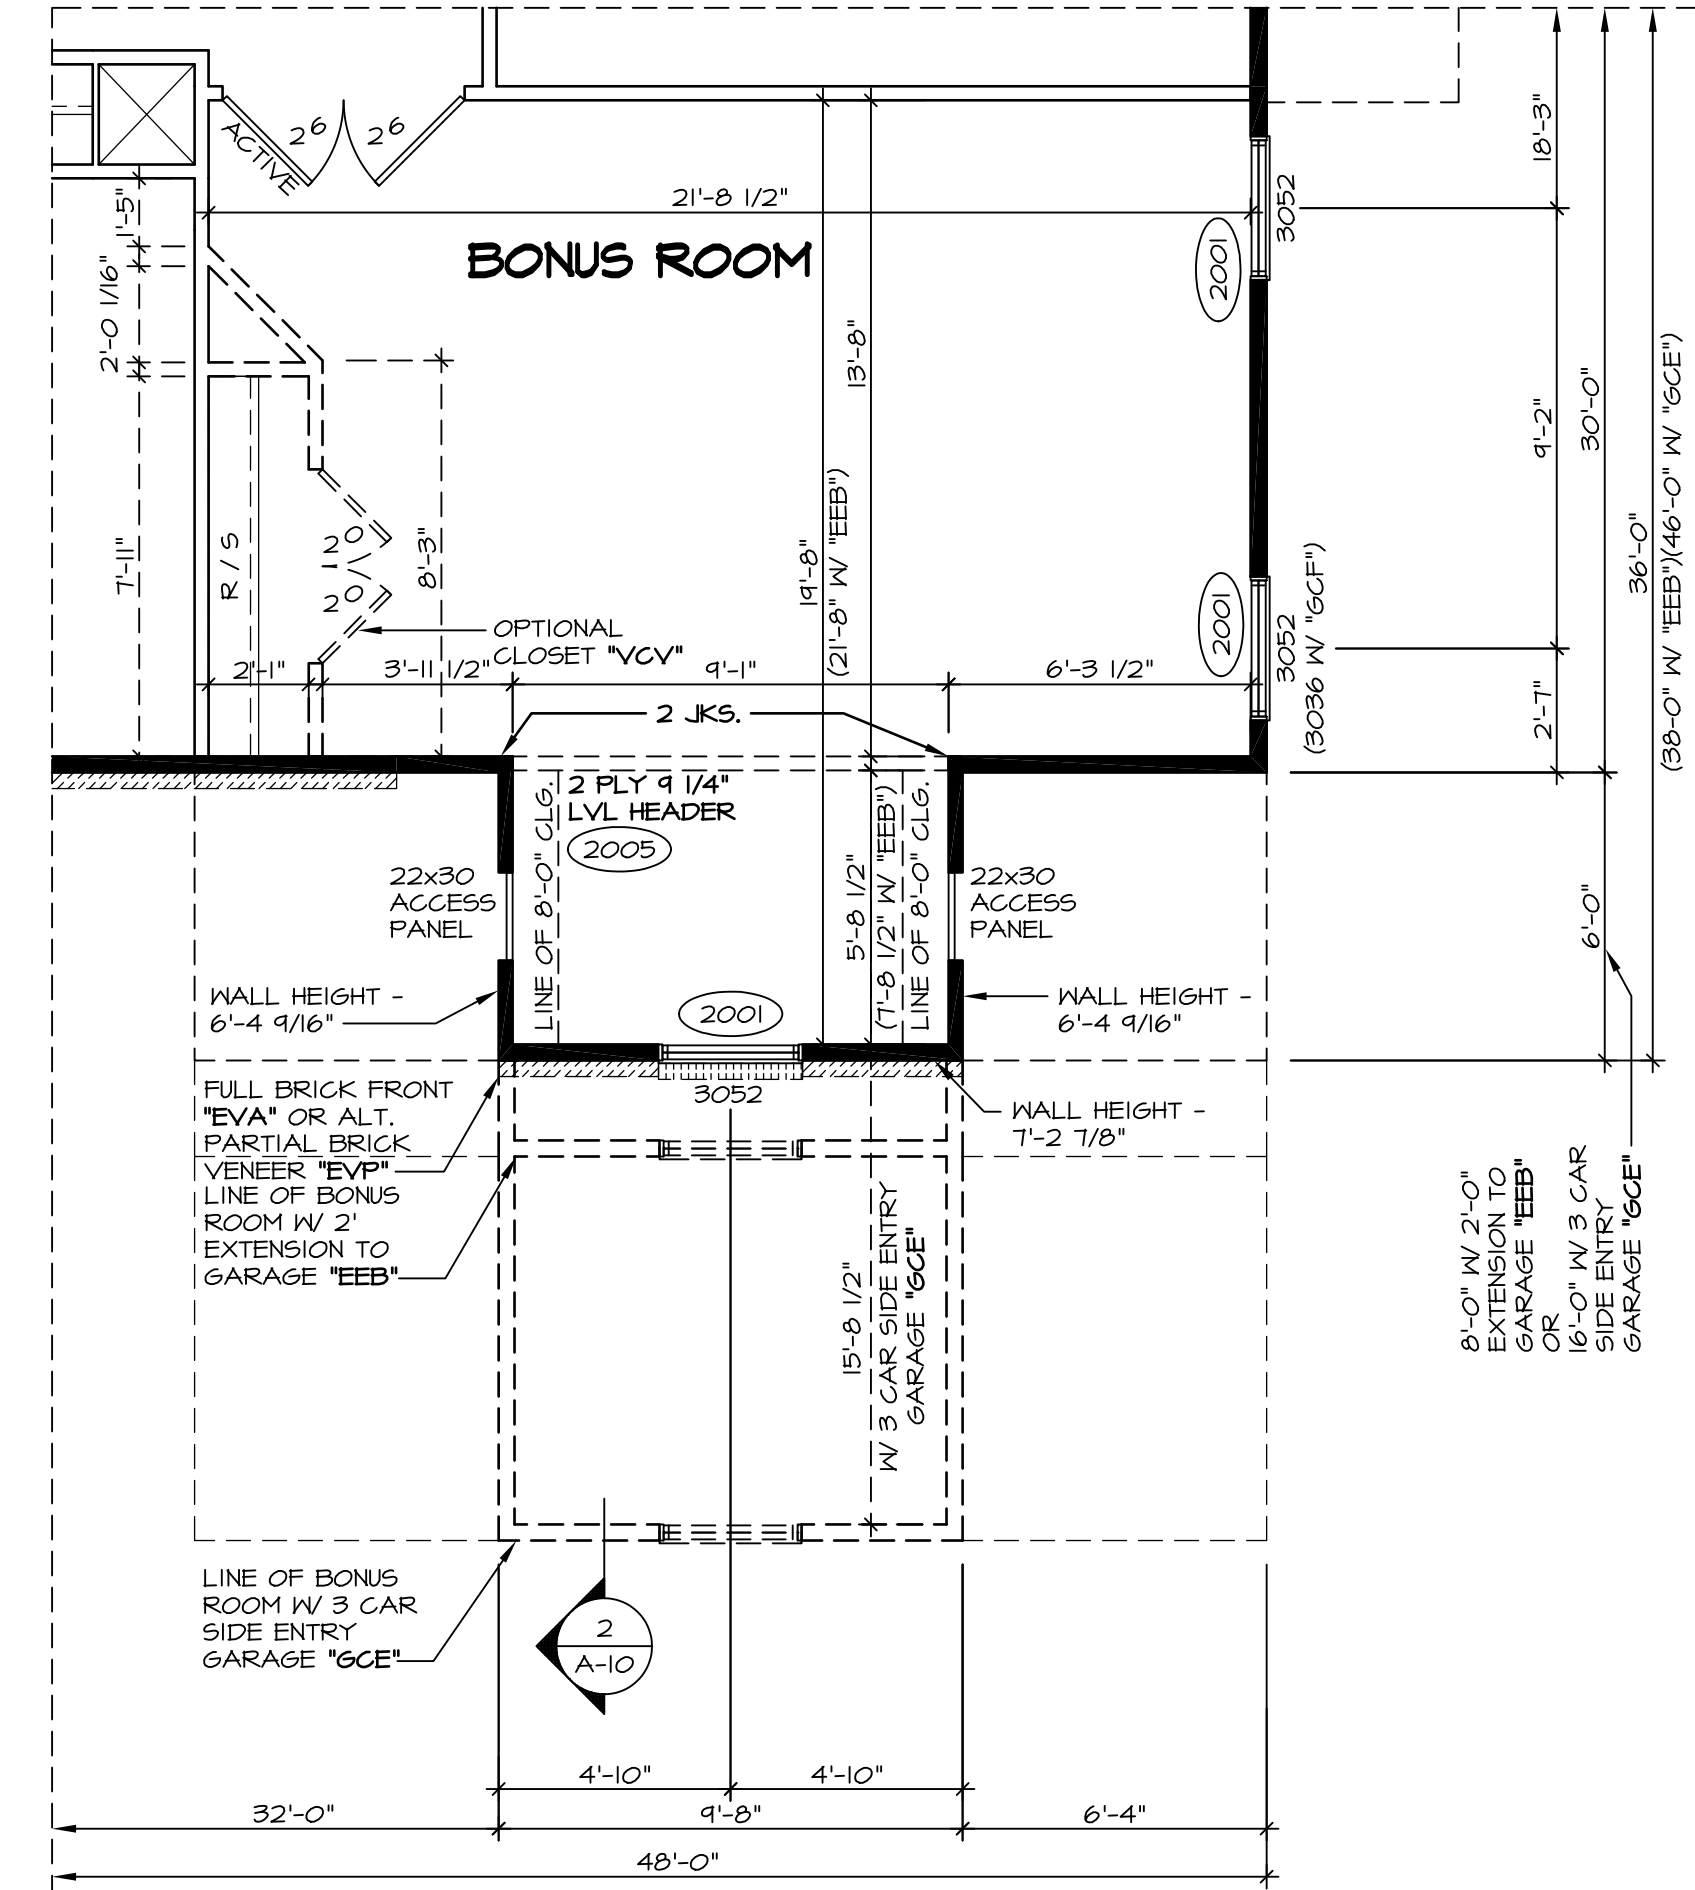 2⁶ 2⁶
ACTIVE
18'-3"
1'-5"
21'-8 1/2"
3052
BONUS ROOM
2001
2'-0 1/16"
13'-8"
9'-2"
30'-0"
36'-0"
(38'-0" W/ "EEB")(46'-0" W/ "GCE")
7'-11"
R / S
2⁰
2⁰
8'-3"
19'-8"
(21'-8" W/ "EEB")
OPTIONAL
CLOSET "VCV"
2001
3052
(3036 W/ "GCF")
2'-1"
3'-11 1/2"
9'-1"
6'-3 1/2"
2'-7"
2 JKS.
2 PLY 9 1/4"
LVL HEADER
2005
LINE OF 8'-0" CLG.
5'-8 1/2"
(7'-8 1/2" W/ "EEB")
LINE OF 8'-0" CLG.
22x30
ACCESS
PANEL
22x30
ACCESS
PANEL
6'-0"
WALL HEIGHT -
6'-4 9/16"
2001
WALL HEIGHT -
6'-4 9/16"
3052
FULL BRICK FRONT
"EVA" OR ALT.
PARTIAL BRICK
VENEER "EVP"
WALL HEIGHT -
7'-2 7/8"
LINE OF BONUS
ROOM W/ 2'
EXTENSION TO
GARAGE "EEB"
15'-8 1/2"
W/ 3 CAR SIDE ENTRY
GARAGE "GCE"
8'-0" W/ 2'-0"
EXTENSION TO
GARAGE "EEB"
OR
16'-0" W/ 3 CAR
SIDE ENTRY
GARAGE "GCE"
LINE OF BONUS
ROOM W/ 3 CAR
SIDE ENTRY
GARAGE "GCE"
2
A-10
4'-10"
4'-10"
32'-0"
9'-8"
6'-4"
48'-0"